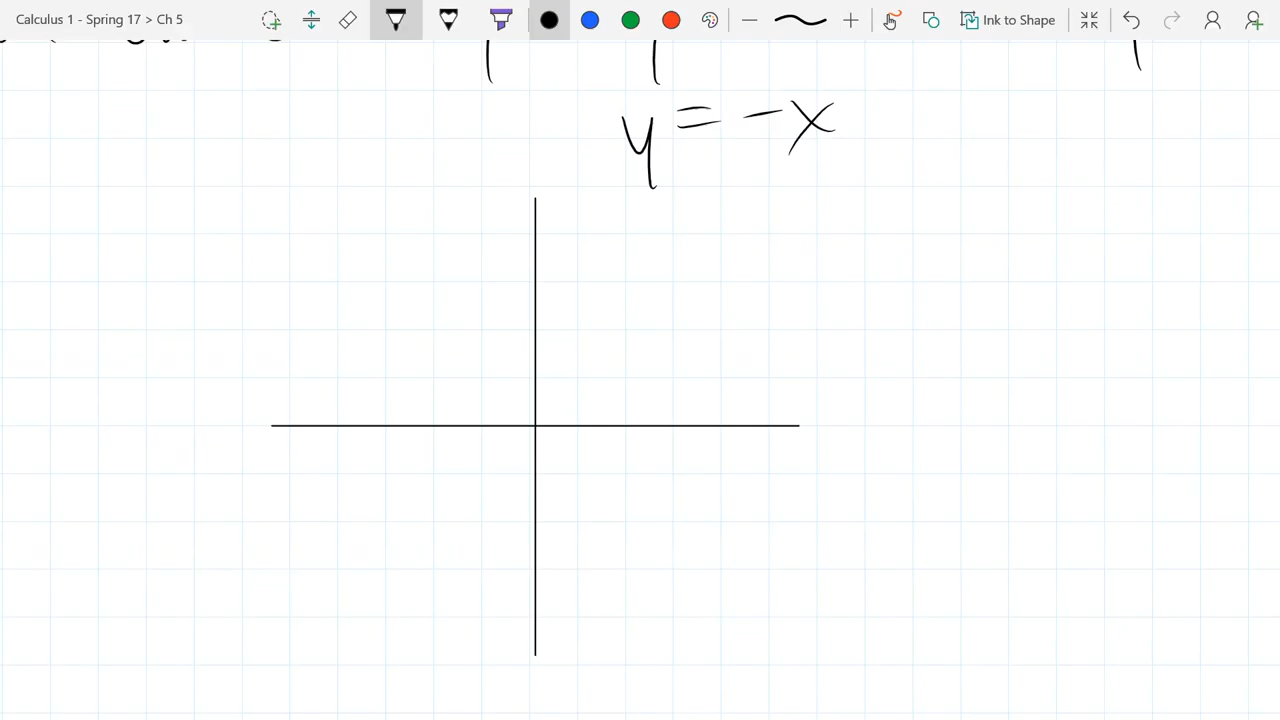 Calculus 1 - Spring 17 > Ch 5
Ink to Shape
y = -x